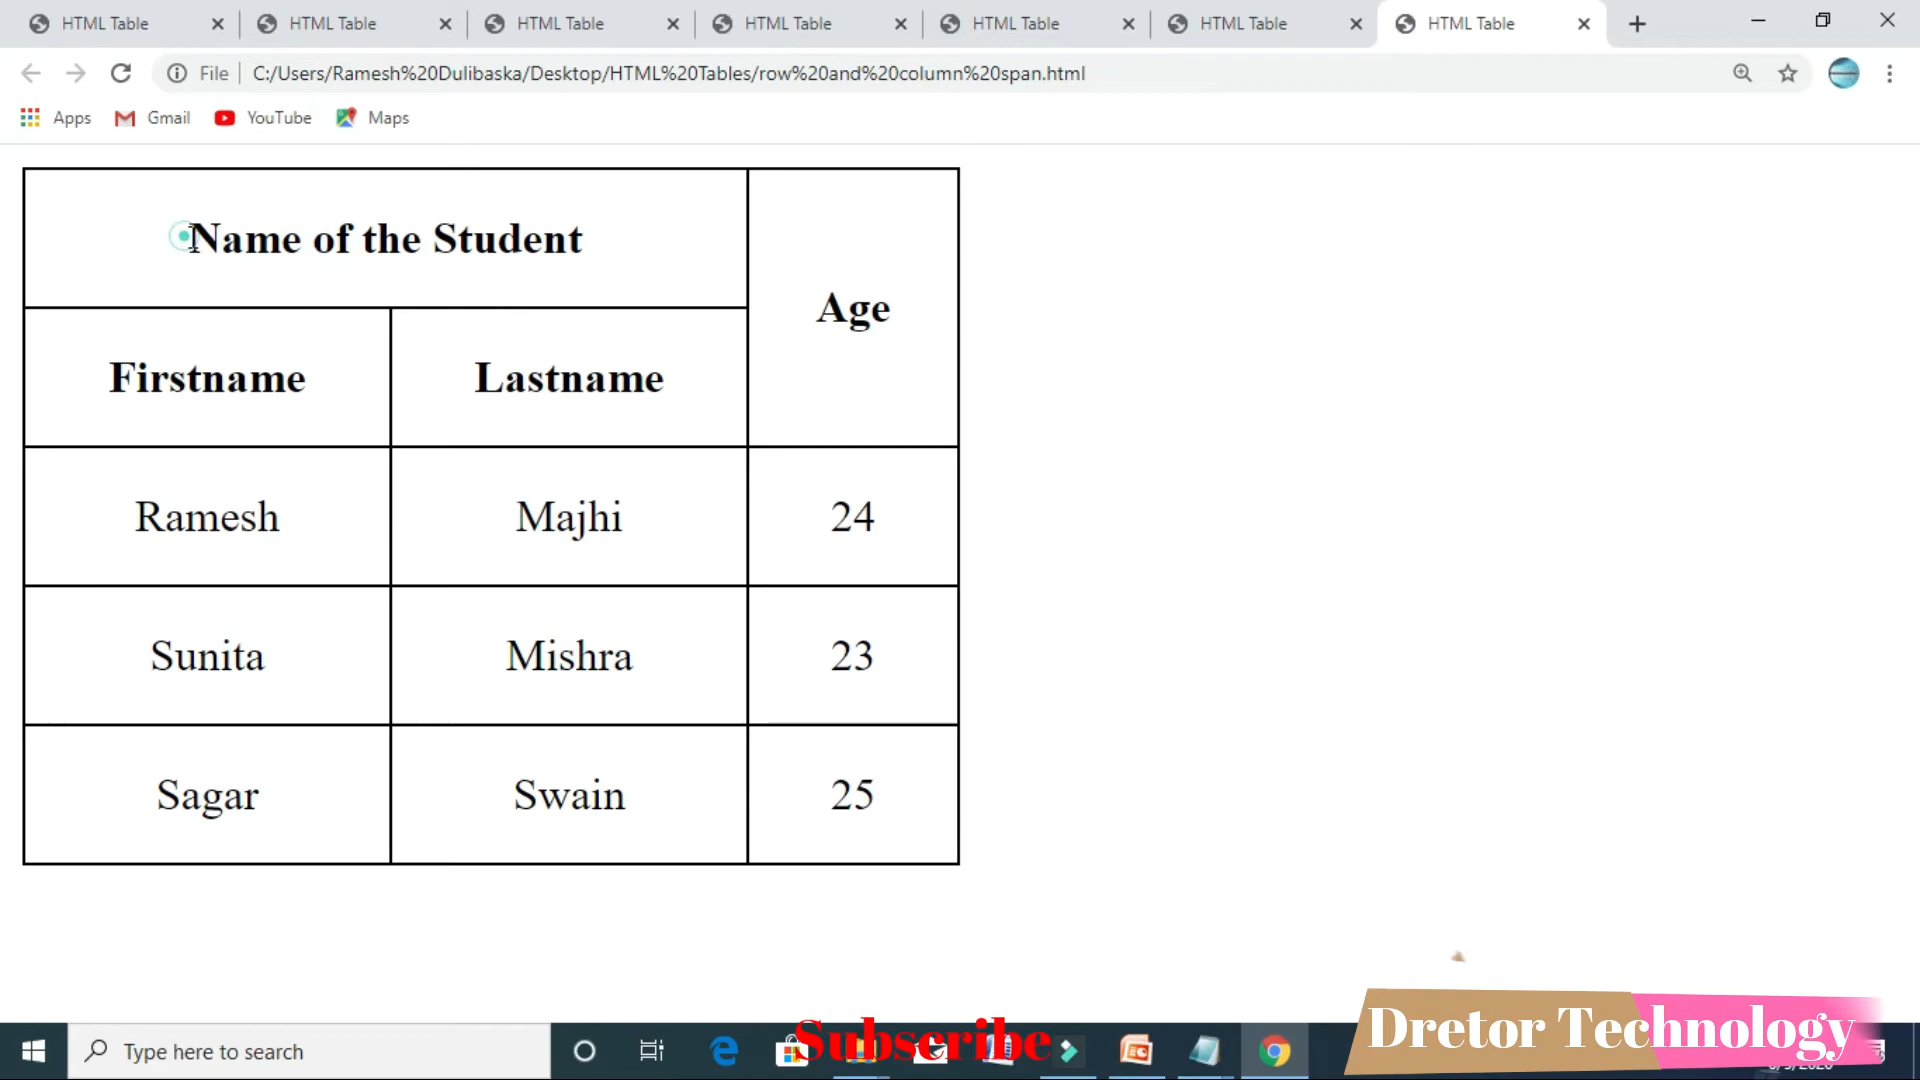 HTML Table HTML Table HTML Table HTML Table HTML Table HTML Table HTML Table
File C:/Users/Ramesh%20Dulibaska/Desktop/HTML%20Tables/row%20and%20column%20span.html
Apps Gmail YouTube Maps
Name of the Student
Age
Firstname Lastname
Ramesh Majhi 24
Sunita Mishra 23
Sagar Swain 25
Type here to search
Subscribe
Dretor Technology